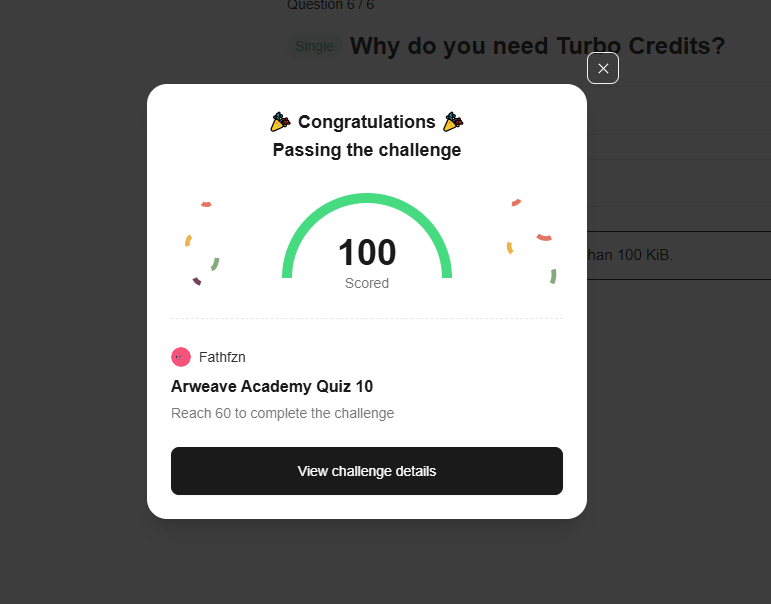 Question 6 / 6
Single Why do you need Turbo Credits?
Congratulations
Passing the challenge
100
Scored
han 100 KiB.
Fathfzn
Arweave Academy Quiz 10
Reach 60 to complete the challenge
View challenge details